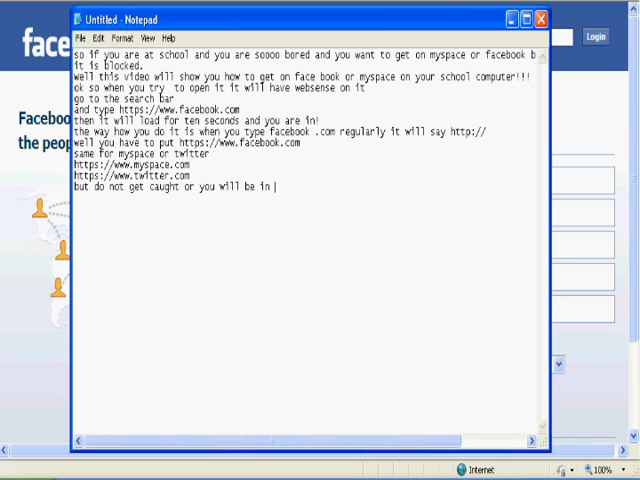 Untitled - Notepad
File Edit Format View Help
face
Login
so if you are at school and you are soooo bored and you want to get on myspace or facebook b
it is blocked.
Well this video will show you how to get on face book or myspace on your school computer!!!
ok so when you try  to open it it will have websense on it
go to the search bar
and type https://www.facebook.com
then it will load for ten seconds and you are in!
the way how you do it is when you type facebook .com regularly it will say http://
well you have to put https://www.facebook.com
same for myspace or twitter
https://www.myspace.com
https://www.twitter.com
but do not get caught or you will be in
Faceboo
the peop
Internet
100%